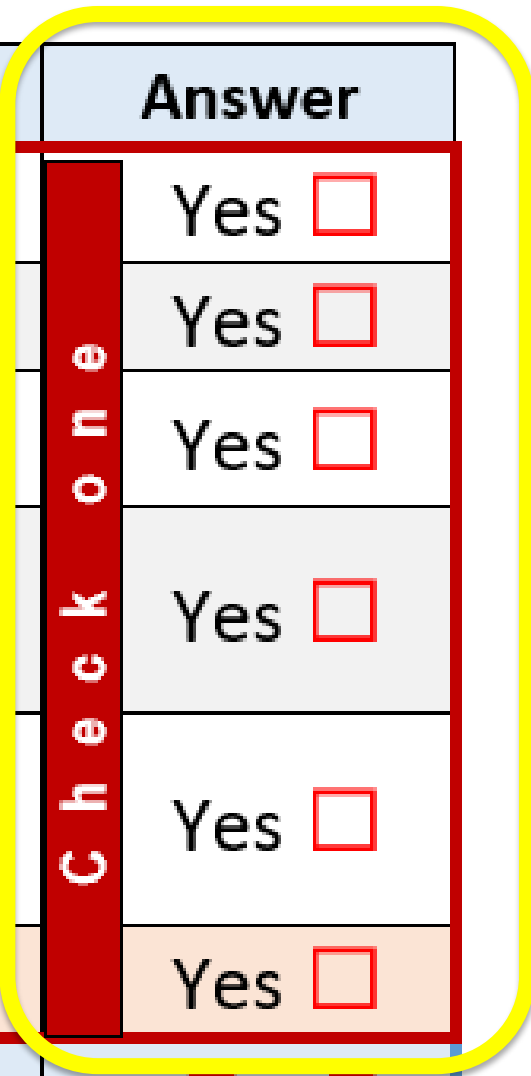 Answer
Check one
Yes ☐
Yes ☐
Yes ☐
Yes ☐
Yes ☐
Yes ☐